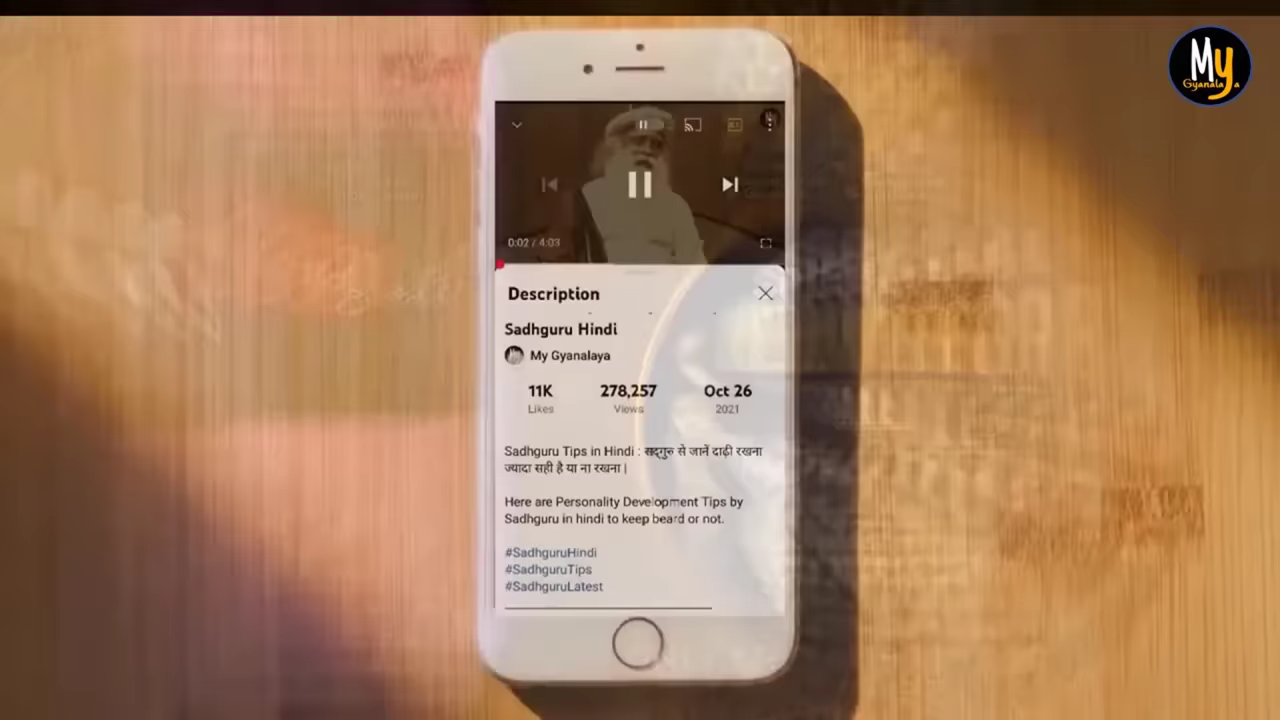 My
Gyanalaya
0:02 / 4:03
Description
Sadhguru Hindi
My Gyanalaya
11K 278,257 Oct 26
Likes Views 2021
Sadhguru Tips in Hindi : सद्गुरु से जानें दाढ़ी रखना
ज्यादा सही है या ना रखना |
Here are Personality Development Tips by
Sadhguru in hindi to keep beard or not.
#SadhguruHindi
#SadhguruTips
#SadhguruLatest